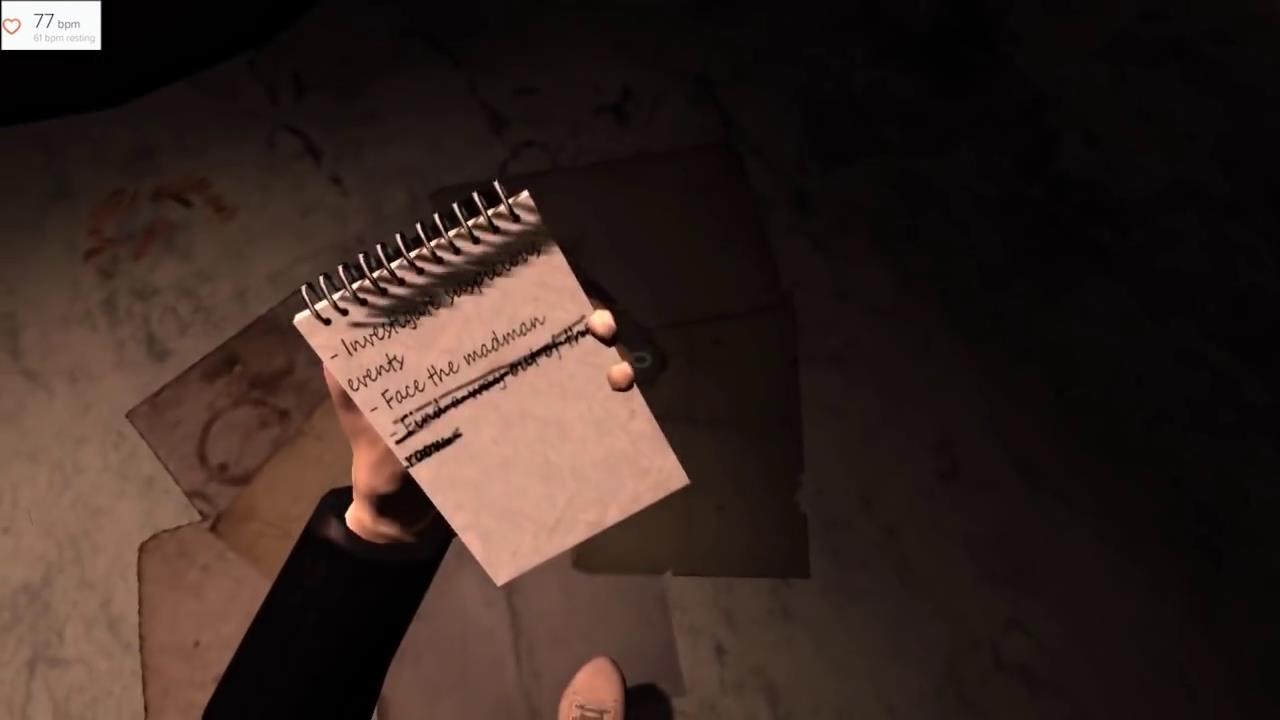 77 bpm
61 bpm resting
- Investigate suspicious
events
- Face the madman
- Find a way out of the
room